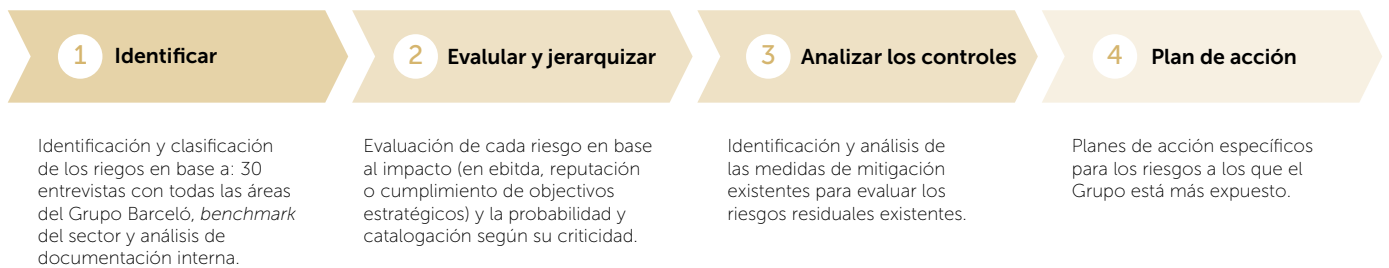 1 Identificar
Identificación y clasificación
de los riegos en base a: 30
entrevistas con todas las áreas
del Grupo Barceló, benchmark
del sector y análisis de
documentación interna.
2 Evalular y jerarquizar
Evaluación de cada riesgo en base
al impacto (en ebitda, reputación
o cumplimiento de objetivos
estratégicos) y la probabilidad y
catalogación según su criticidad.
3 Analizar los controles
Identificación y análisis de
las medidas de mitigación
existentes para evaluar los
riesgos residuales existentes.
4 Plan de acción
Planes de acción específicos
para los riesgos a los que el
Grupo está más expuesto.